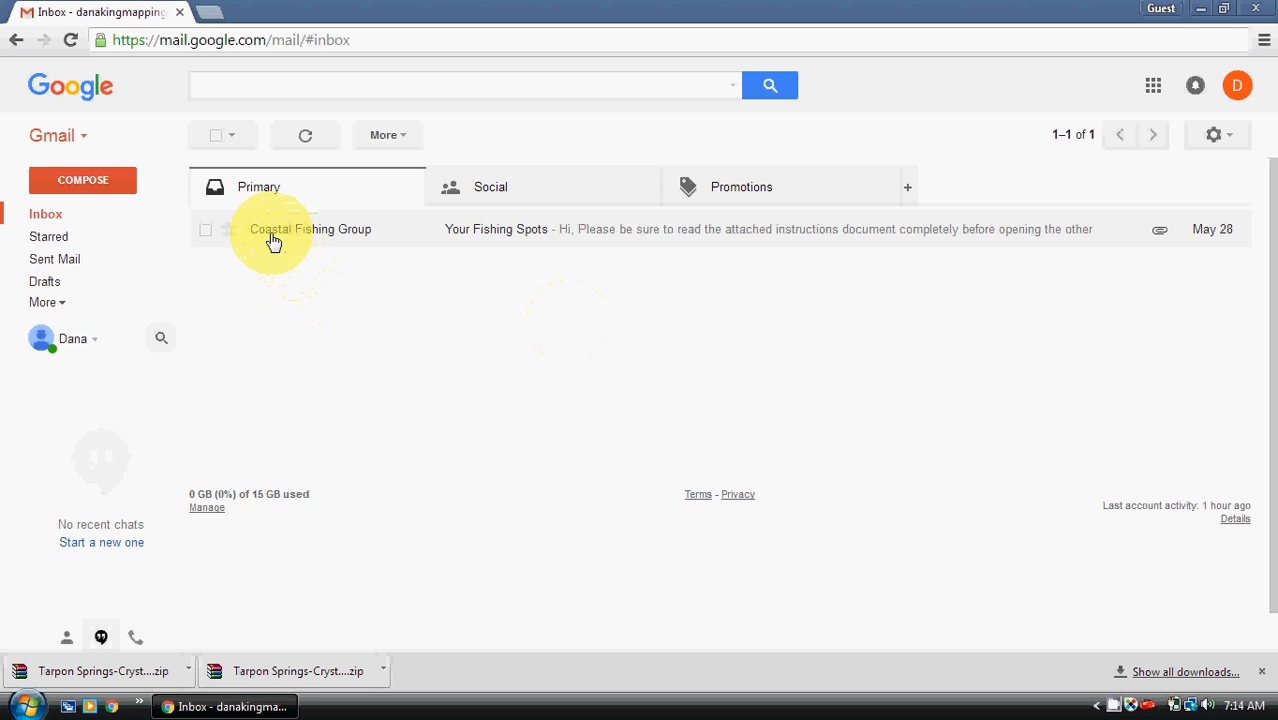 Inbox - danakingmapping
Guest
https://mail.google.com/mail/#inbox
Google
D
Gmail
More
1–1 of 1
COMPOSE
Primary
Social
Promotions
+
Inbox
Coastal Fishing Group
Your Fishing Spots - Hi, Please be sure to read the attached instructions document completely before opening the other
May 28
Starred
Sent Mail
Drafts
More
Dana
0 GB (0%) of 15 GB used
Manage
Terms - Privacy
Last account activity: 1 hour ago
Details
No recent chats
Start a new one
Tarpon Springs-Cryst....zip
Tarpon Springs-Cryst....zip
Show all downloads...
Inbox - danakingma...
7:14 AM